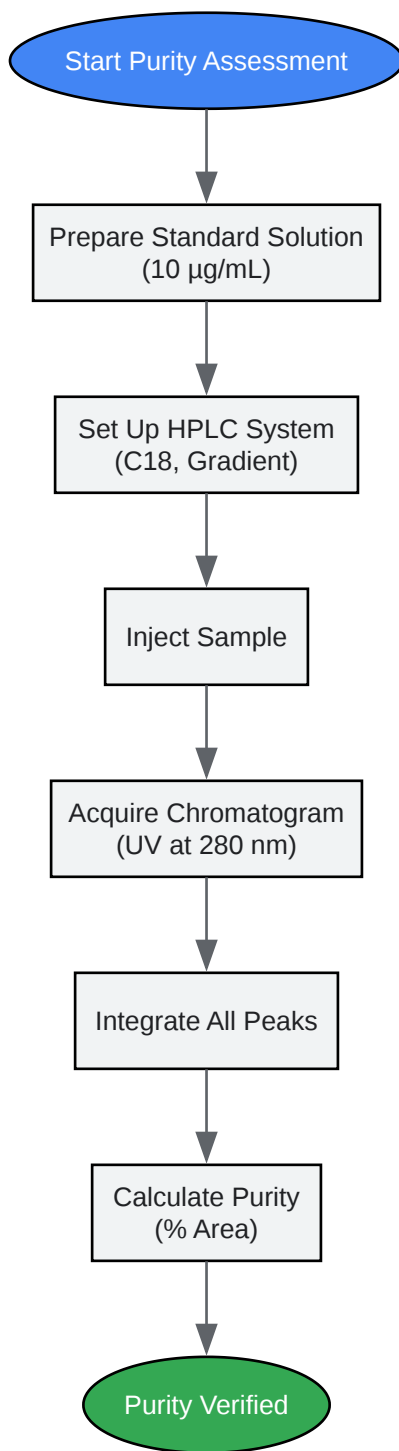 Start Purity Assessment
Prepare Standard Solution
(10 µg/mL)
Set Up HPLC System
(C18, Gradient)
Inject Sample
Acquire Chromatogram
(UV at 280 nm)
Integrate All Peaks
Calculate Purity
(% Area)
Purity Verified